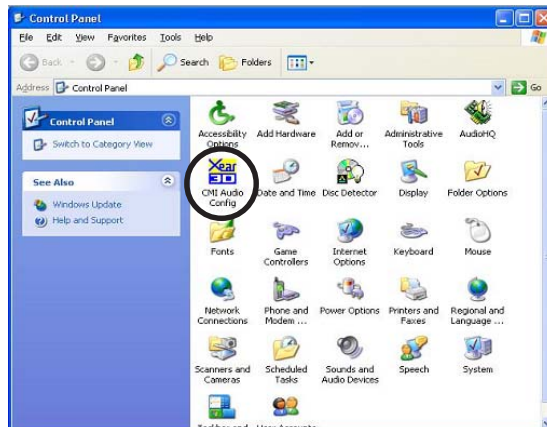 Control Panel
File Edit View Favorites Tools Help
Back Search Folders
Address Control Panel Go
Control Panel
Switch to Category View
See Also
Windows Update
Help and Support
Accessibility Options
Add Hardware
Add or Remov...
Administrative Tools
AudioHQ
Xear 3D
CMI Audio Config
Date and Time
Disc Detector
Display
Folder Options
Fonts
Game Controllers
Internet Options
Keyboard
Mouse
Network Connections
Phone and Modem ...
Power Options
Printers and Faxes
Regional and Language ...
Scanners and Cameras
Scheduled Tasks
Sounds and Audio Devices
Speech
System
Taskbar and
User Accounts